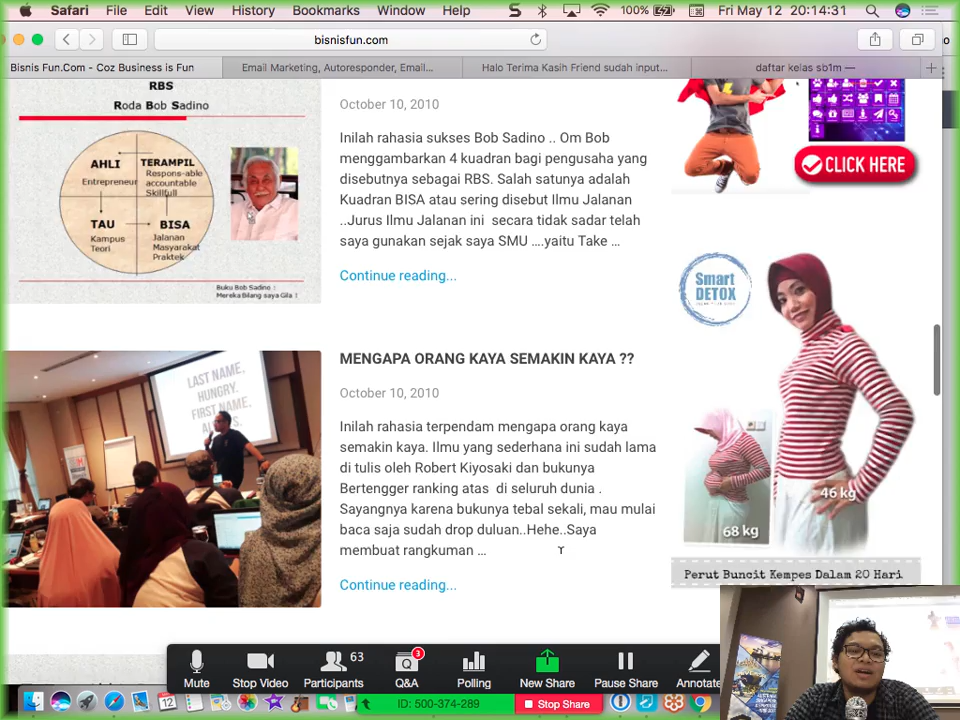 Safari File Edit View History Bookmarks Window Help 100% Fri May 12 20:14:31
bisnisfun.com
Bisnis Fun.Com - Coz Business is Fun
Email Marketing, Autoresponder, Email...
Halo Terima Kasih Friend sudah input...
daftar kelas sb1m —
RBS
Roda Bob Sadino
AHLI
Entrepreneur
TERAMPIL
Respons-able
accountable
Skillfull
TAU
Kampus
Teori
BISA
Jalanan
Masyarakat
Praktek
Buku Bob Sadino :
Mereka Bilang saya Gila !
October 10, 2010
Inilah rahasia sukses Bob Sadino .. Om Bob
menggambarkan 4 kuadran bagi pengusaha yang
disebutnya sebagai RBS. Salah satunya adalah
Kuadran BISA atau sering disebut Ilmu Jalanan
..Jurus Ilmu Jalanan ini secara tidak sadar telah
saya gunakan sejak saya SMU ....yaitu Take ...
Continue reading...
CLICK HERE
Smart
DETOX
46 kg
68 kg
Perut Buncit Kempes Dalam 20 Hari
LAST NAME,
HUNGRY.
FIRST NAME,
MENGAPA ORANG KAYA SEMAKIN KAYA ??
October 10, 2010
Inilah rahasia terpendam mengapa orang kaya
semakin kaya. Ilmu yang sederhana ini sudah lama
di tulis oleh Robert Kiyosaki dan bukunya
Bertengger ranking atas di seluruh dunia .
Sayangnya karena bukunya tebal sekali, mau mulai
baca saja sudah drop duluan..Hehe..Saya
membuat rangkuman ...
Continue reading...
63
3
Mute
Stop Video
Participants
Q&A
Polling
New Share
Pause Share
Annotate
12
ID: 500-374-289
Stop Share